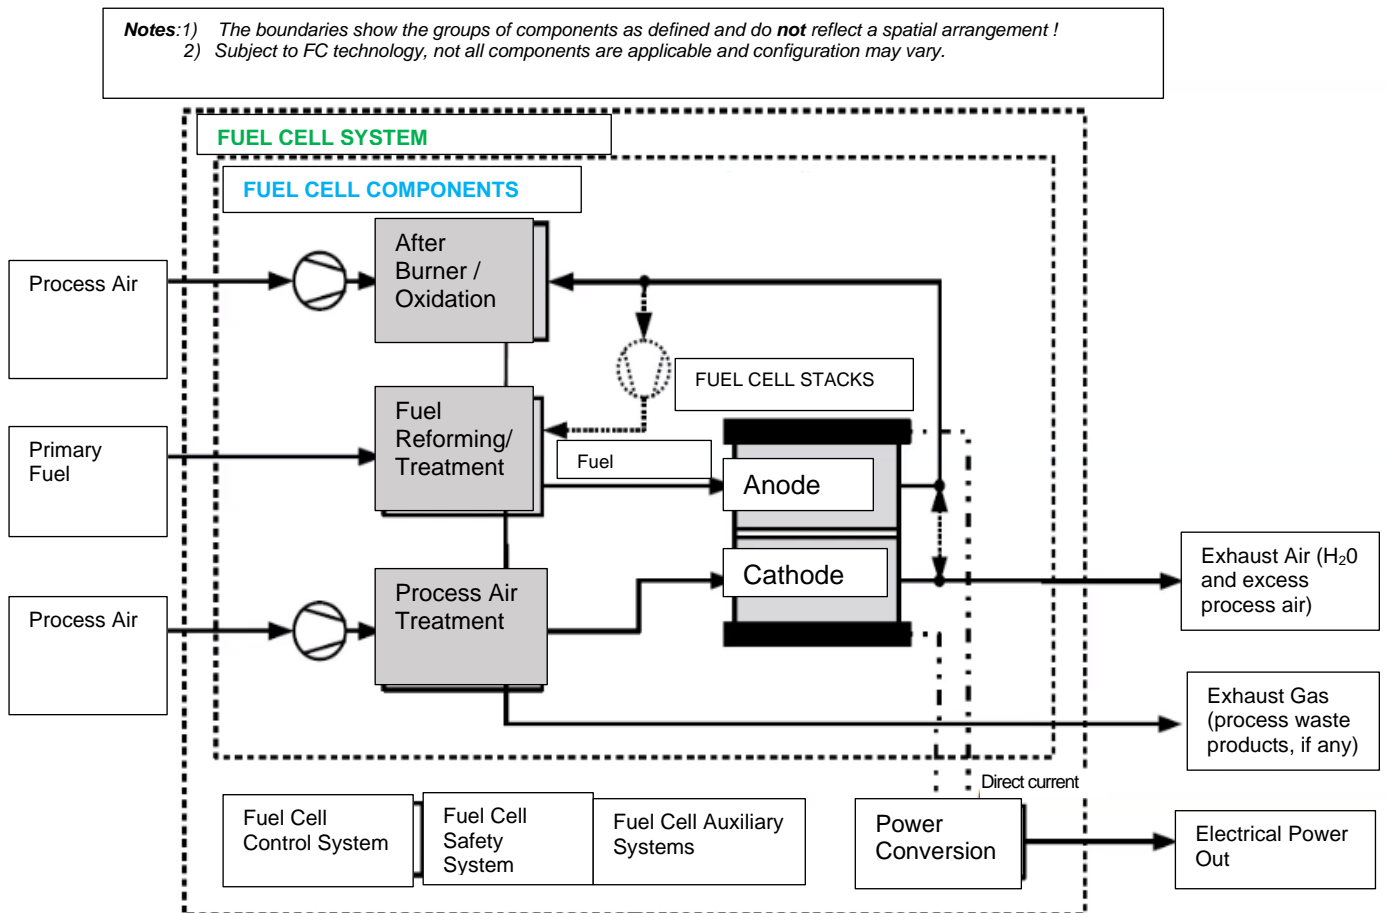 Notes:1) The boundaries show the groups of components as defined and do not reflect a spatial arrangement !
2) Subject to FC technology, not all components are applicable and configuration may vary.
FUEL CELL SYSTEM
FUEL CELL COMPONENTS
Process Air
After
Burner /
Oxidation
FUEL CELL STACKS
Primary
Fuel
Fuel
Reforming/
Treatment
Fuel
Anode
Process Air
Process Air
Treatment
Cathode
Exhaust Air (H₂0
and excess
process air)
Exhaust Gas
(process waste
products, if any)
Direct current
Fuel Cell
Control System
Fuel Cell
Safety
System
Fuel Cell Auxiliary
Systems
Power
Conversion
Electrical Power
Out